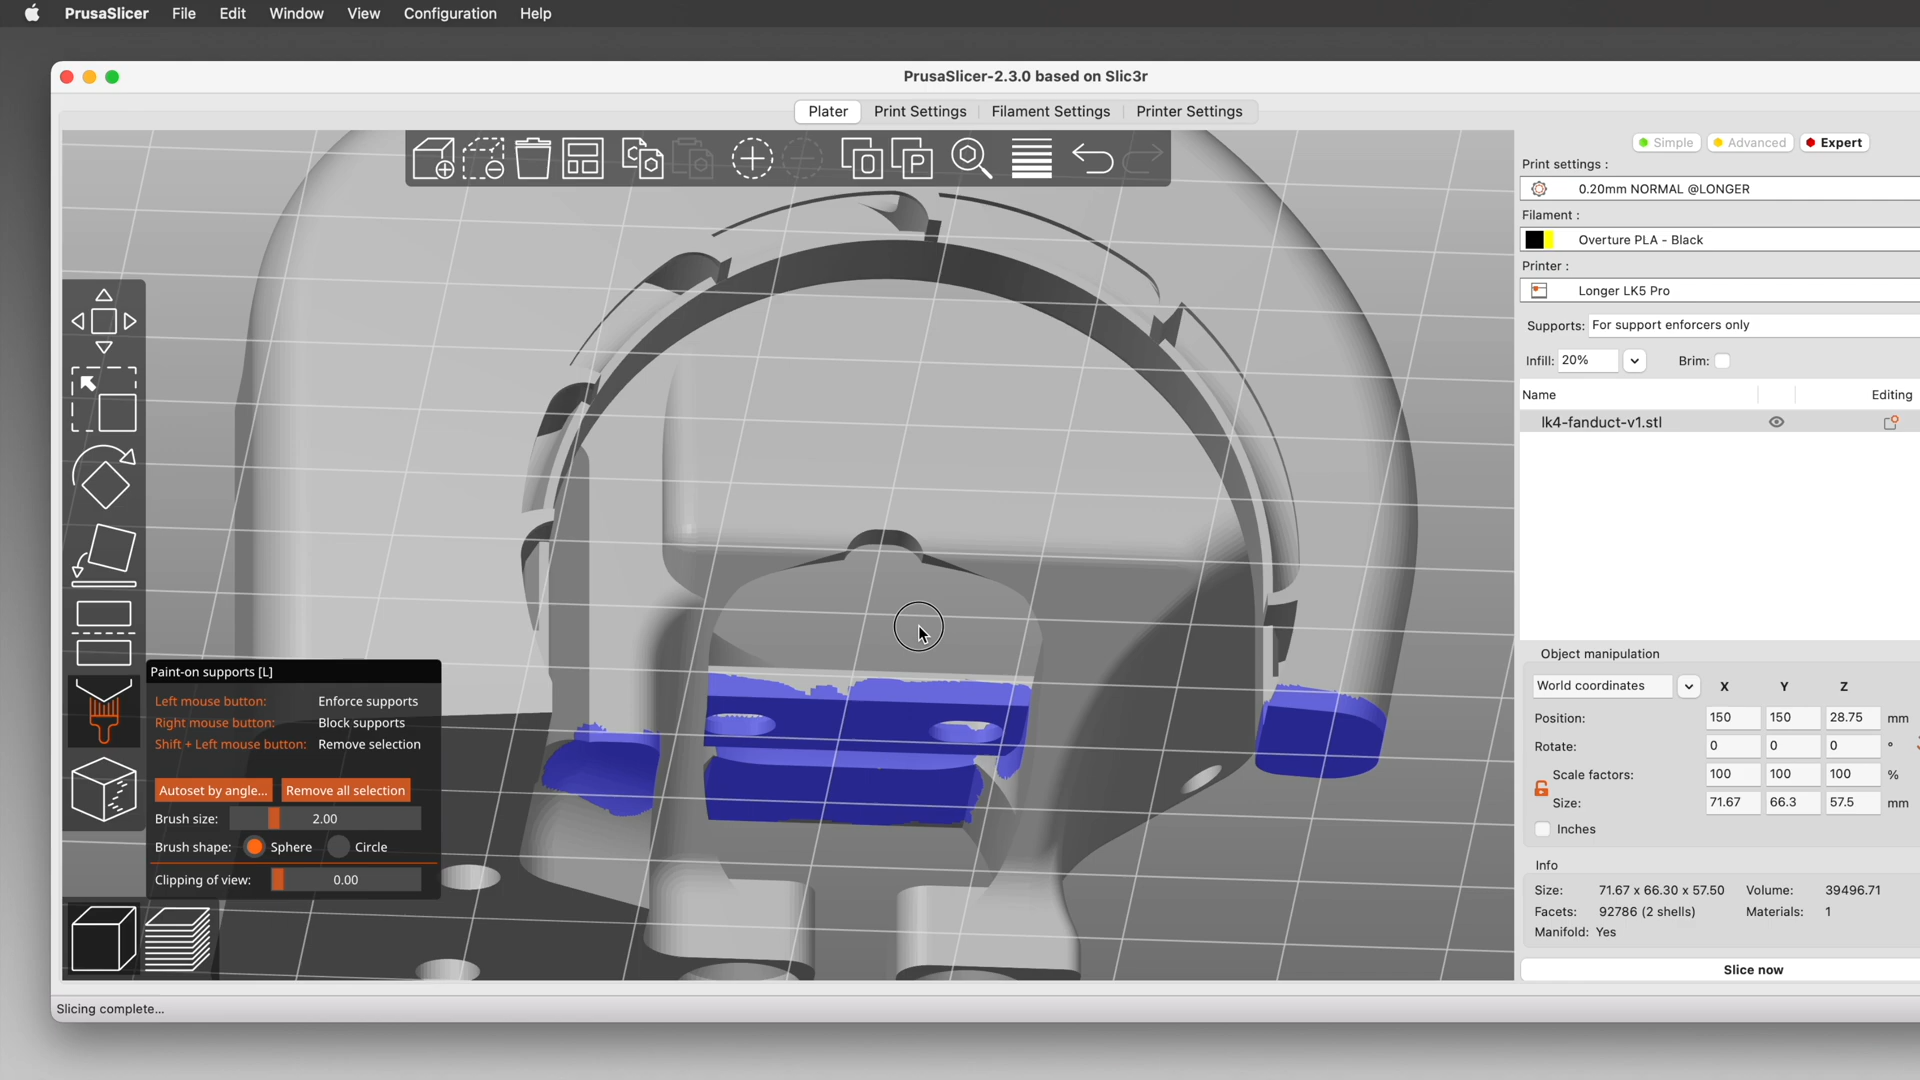 PrusaSlicer File Edit Window View Configuration Help
PrusaSlicer-2.3.0 based on Slic3r
Plater Print Settings Filament Settings Printer Settings
Simple Advanced Expert
Print settings :
0.20mm NORMAL @LONGER
Filament :
Overture PLA - Black
Printer :
Longer LK5 Pro
Supports: For support enforcers only
Infill: 20% Brim:
Name Editing
lk4-fanduct-v1.stl
Object manipulation
World coordinates X Y Z
Position: 150 150 28.75 mm
Rotate: 0 0 0 °
Scale factors: 100 100 100 %
Size: 71.67 66.3 57.5 mm
Inches
Info
Size: 71.67 x 66.30 x 57.50 Volume: 39496.71
Facets: 92786 (2 shells) Materials: 1
Manifold: Yes
Slice now
Paint-on supports [L]
Left mouse button: Enforce supports
Right mouse button: Block supports
Shift + Left mouse button: Remove selection
Autoset by angle... Remove all selection
Brush size: 2.00
Brush shape: Sphere Circle
Clipping of view: 0.00
Slicing complete...